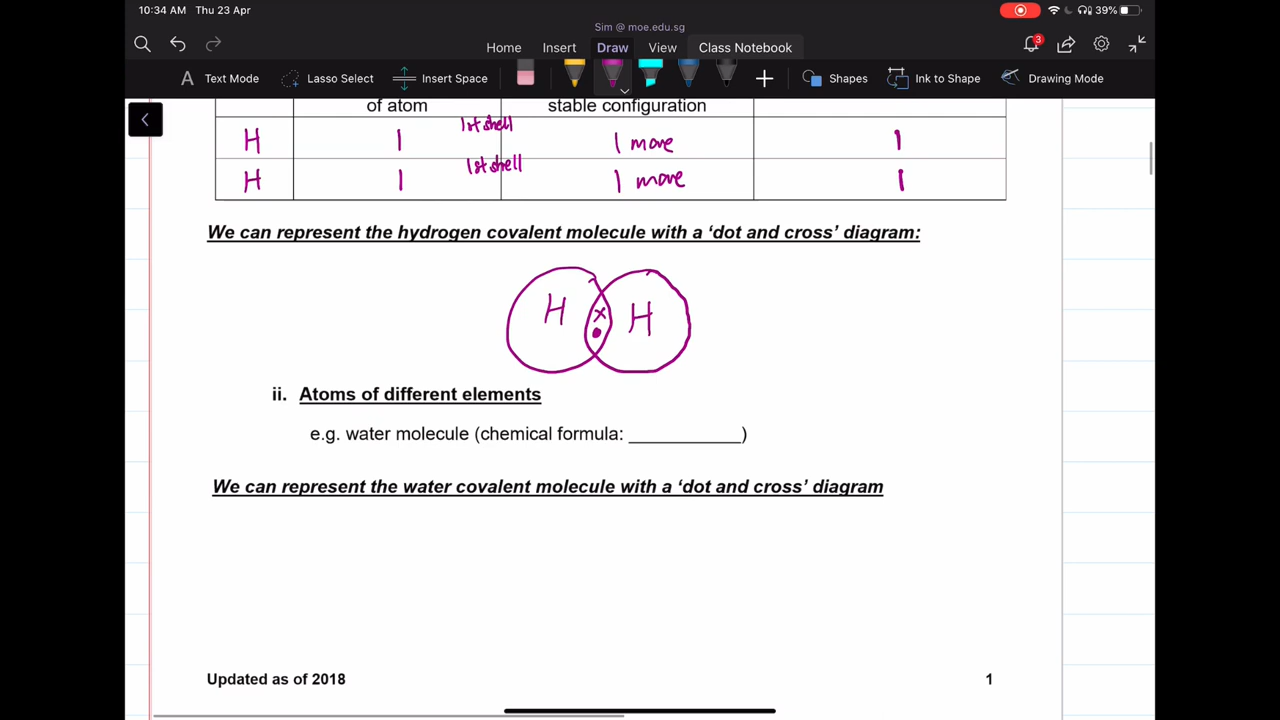 10:34 AM Thu 23 Apr
39%
Sim @ moe.edu.sg
Home Insert Draw View Class Notebook
3
A Text Mode Lasso Select Insert Space Shapes Ink to Shape Drawing Mode
of atom stable configuration
H 1 1st shell 1 more 1
H 1 1st shell 1 more 1
We can represent the hydrogen covalent molecule with a ‘dot and cross’ diagram:
H x H
ii. Atoms of different elements
e.g. water molecule (chemical formula: ___________)
We can represent the water covalent molecule with a ‘dot and cross’ diagram
Updated as of 2018 1